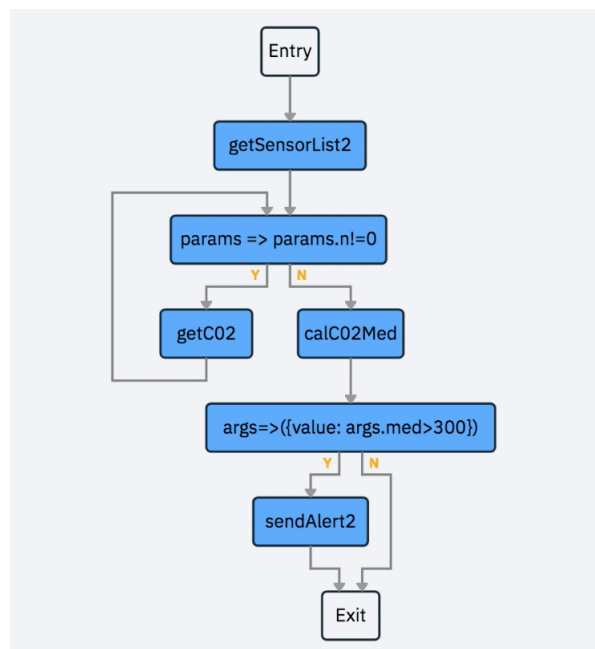 Entry
getSensorList2
params => params.n!=0
Y
N
getC02
calC02Med
args=>({value: args.med>300})
Y
N
sendAlert2
Exit